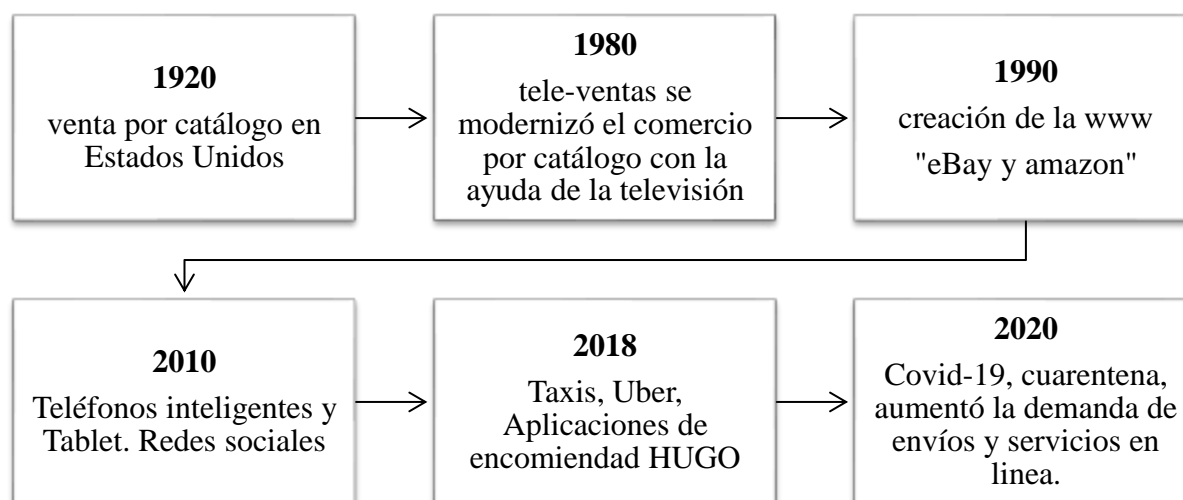 1920
venta por catálogo en
Estados Unidos
1980
tele-ventas se
modernizó el comercio
por catálogo con la
ayuda de la televisión
1990
creación de la www
"eBay y amazon"
2010
Teléfonos inteligentes y
Tablet. Redes sociales
2018
Taxis, Uber,
Aplicaciones de
encomiendad HUGO
2020
Covid-19, cuarentena,
aumentó la demanda de
envíos y servicios en
linea.